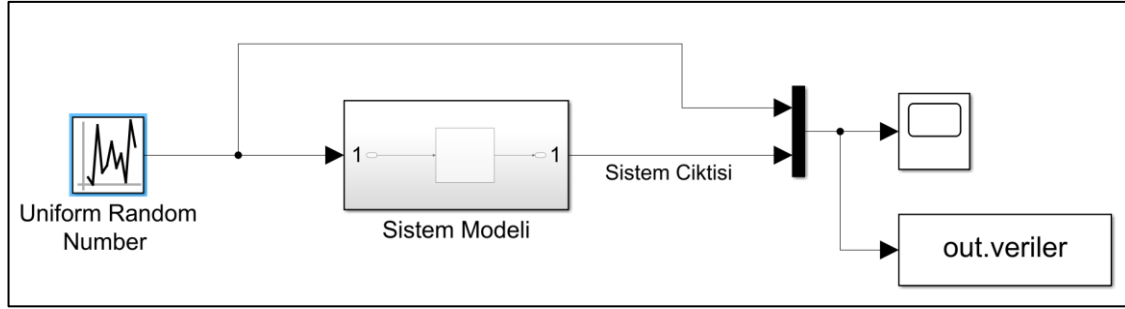 Uniform Random
Number
1
1
Sistem Modeli
Sistem Ciktisi
out.veriler